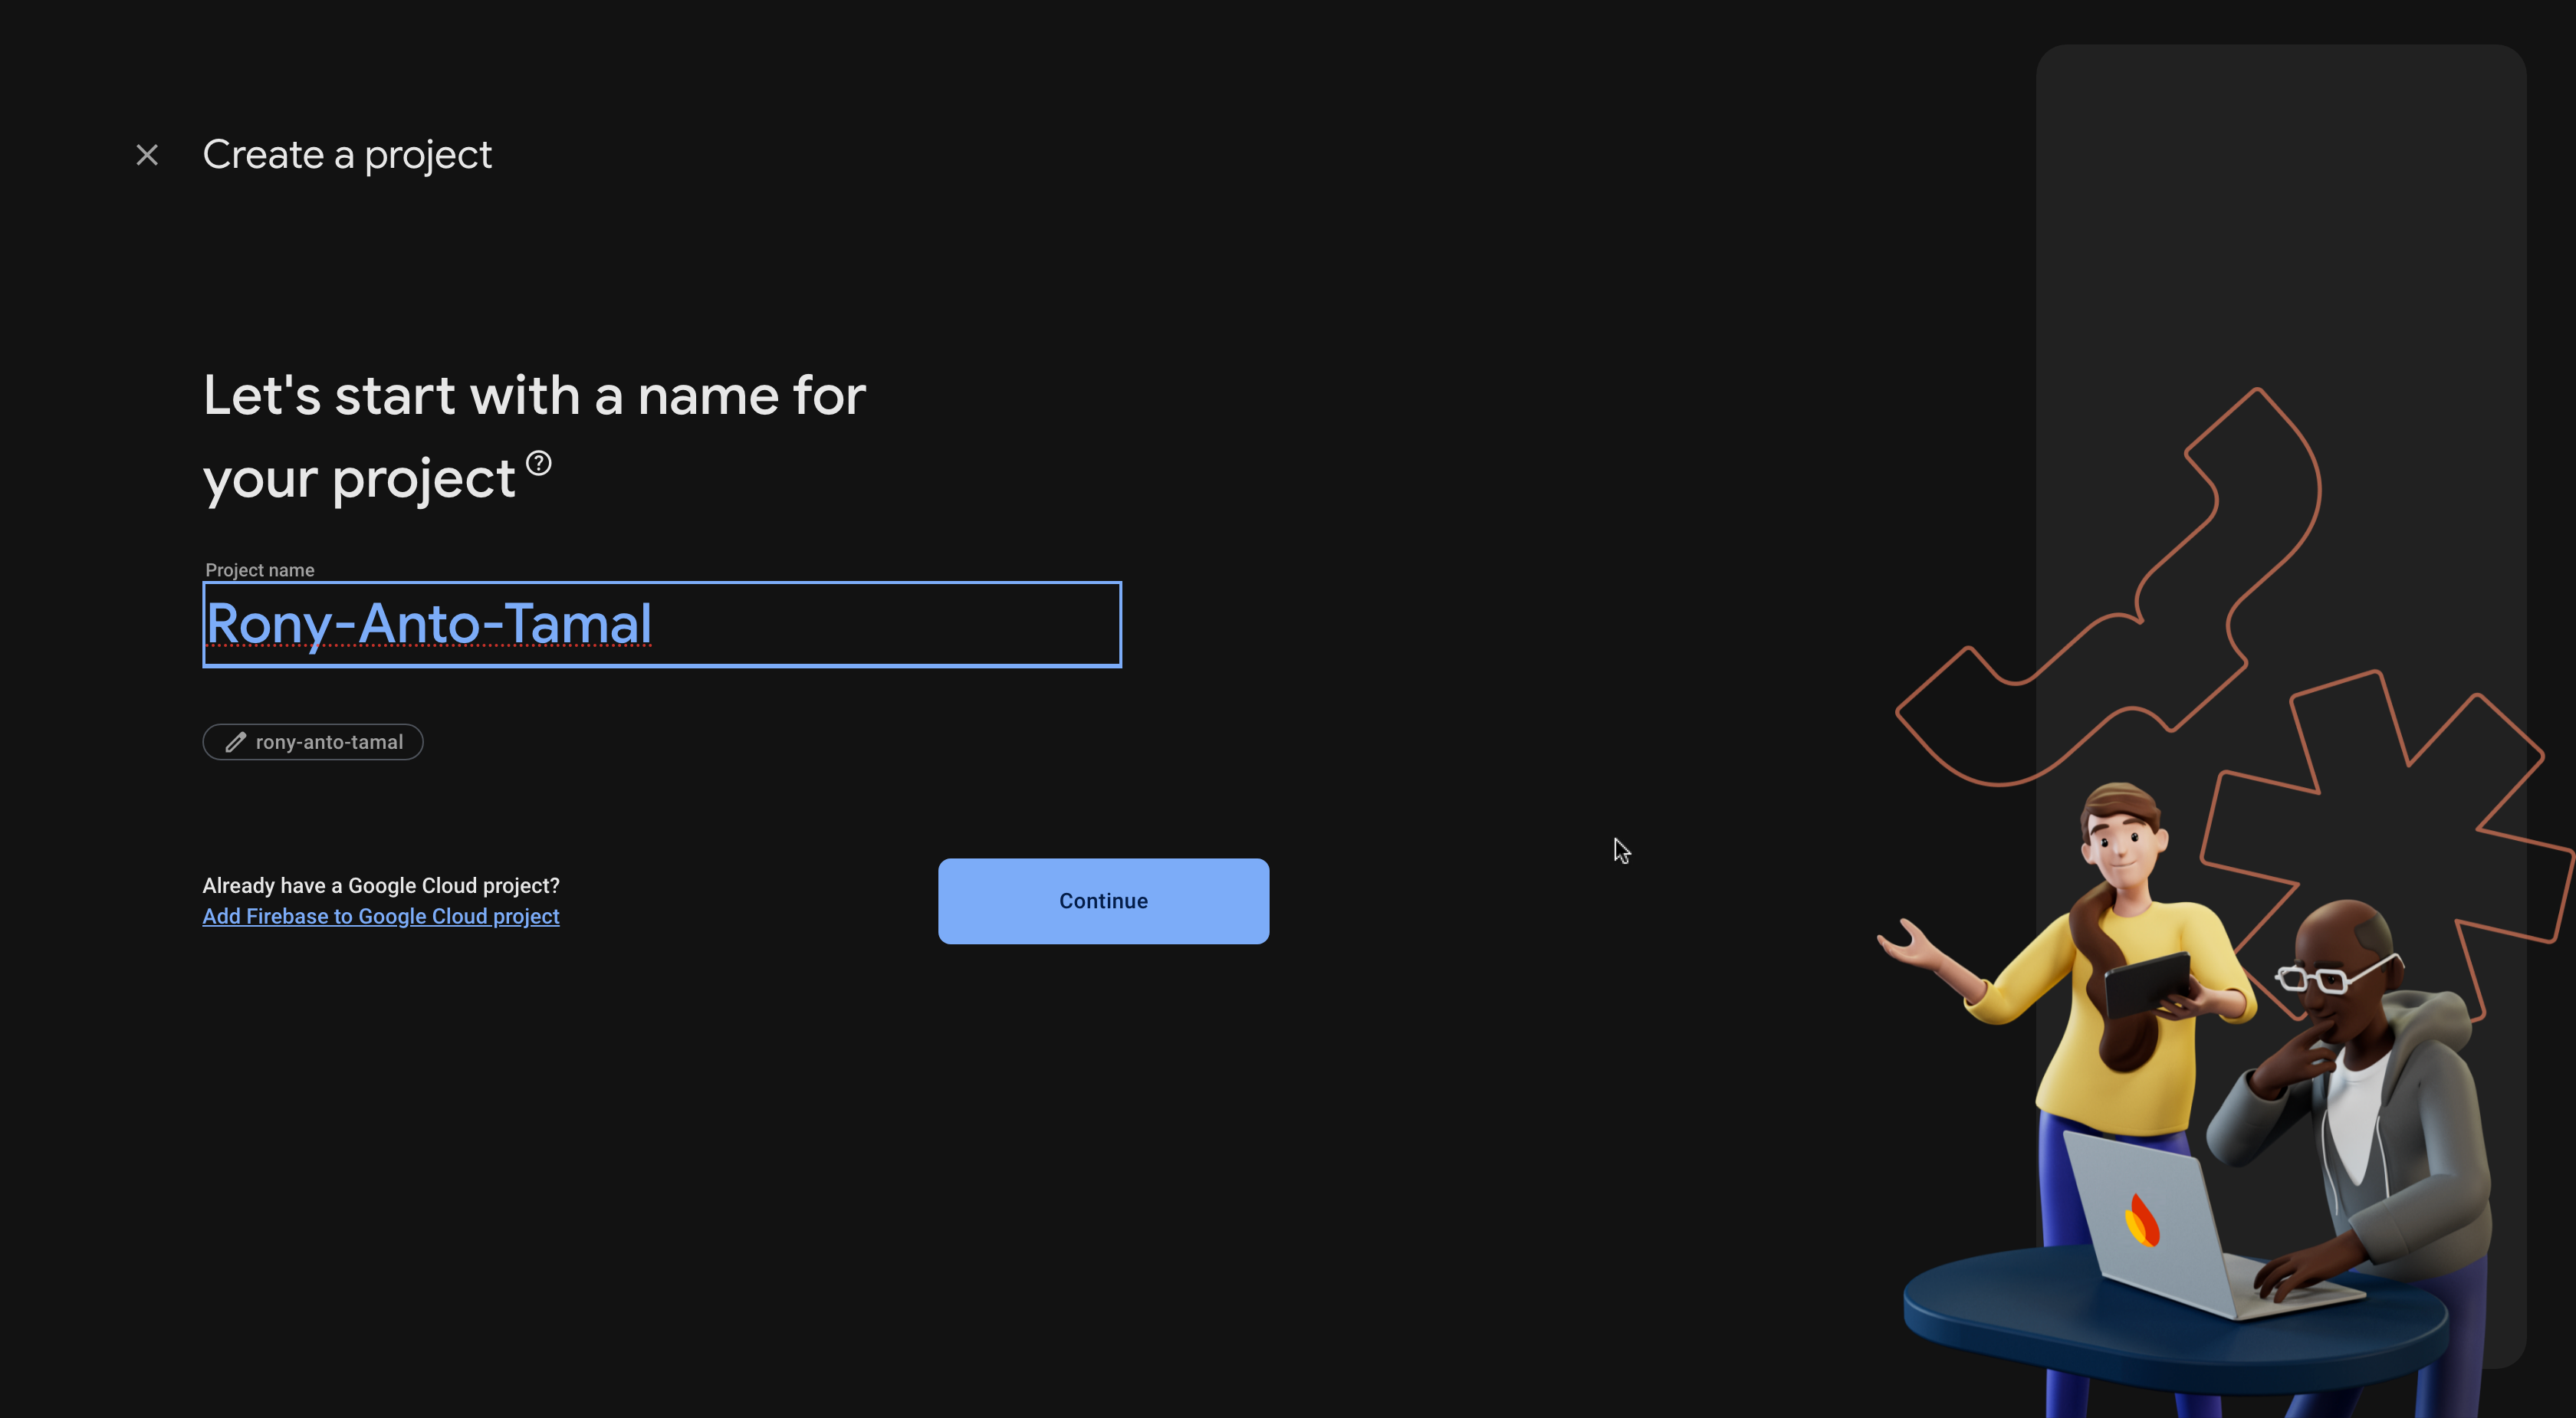 Create a project
Let's start with a name for
your project
Project name
Rony-Anto-Tamal
rony-anto-tamal
Already have a Google Cloud project?
Add Firebase to Google Cloud project
Continue